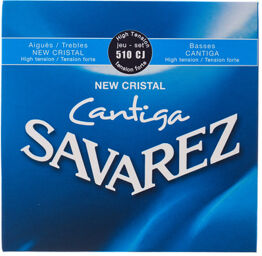 High Tension
jeu - set
510 CJ
tension forte
Aiguës / Trebles
NEW CRISTAL
High tension / Tension forte
Basses
CANTIGA
High tension / Tension forte
NEW CRISTAL
Cantiga
SAVAREZ